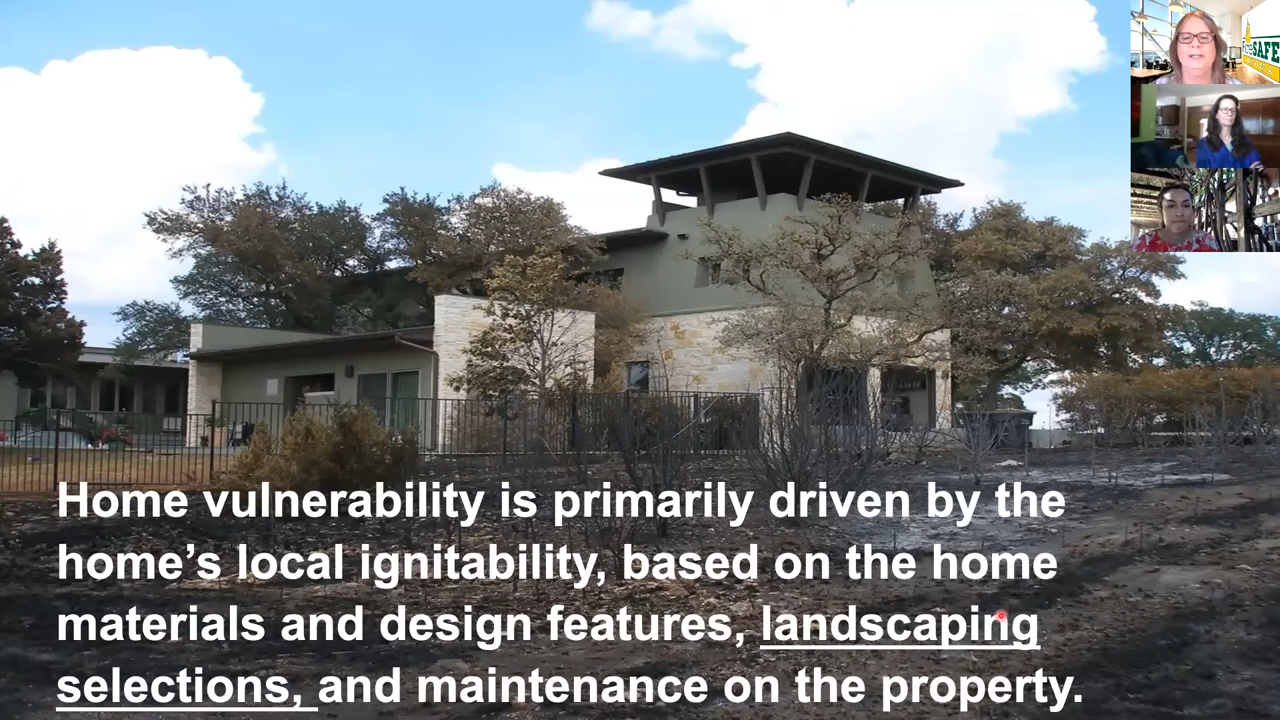 SAFE
Home vulnerability is primarily driven by the
home’s local ignitability, based on the home
materials and design features, landscaping
selections, and maintenance on the property.